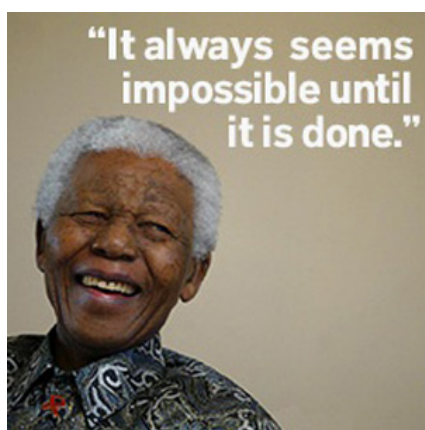 “It always seems
impossible until
it is done.”